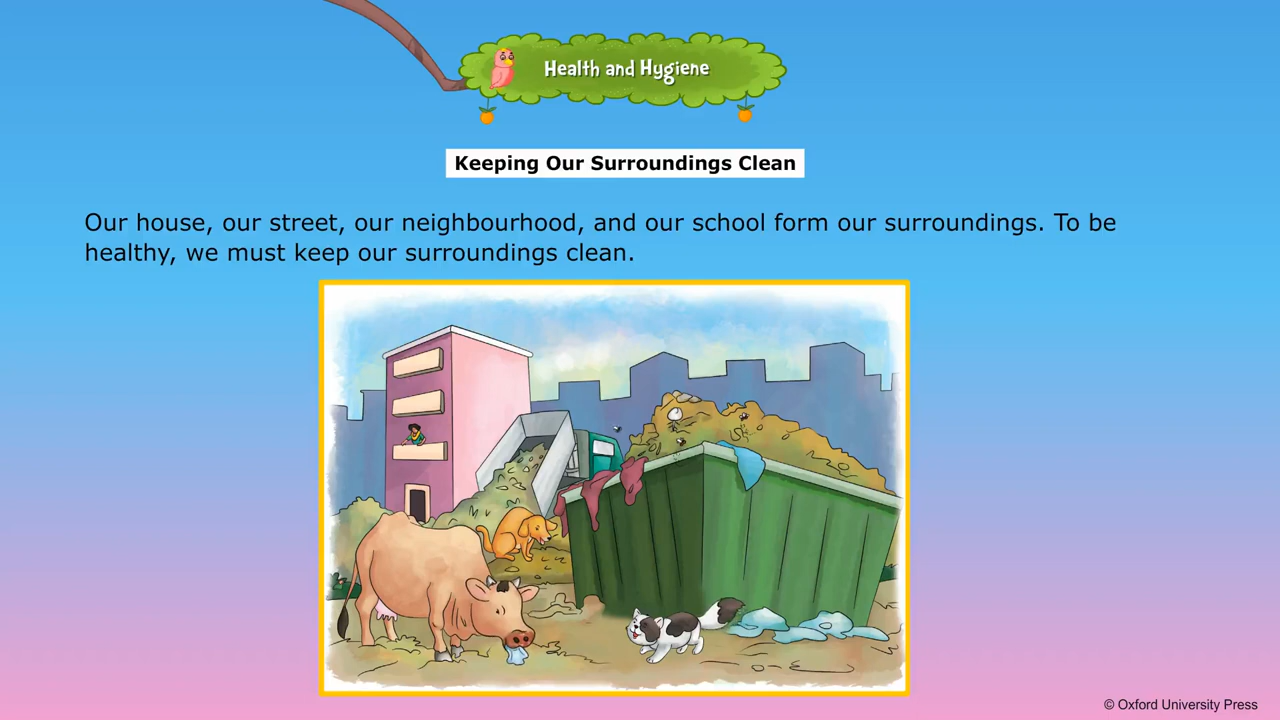 Health and Hygiene
Keeping Our Surroundings Clean
Our house, our street, our neighbourhood, and our school form our surroundings. To be
healthy, we must keep our surroundings clean.
© Oxford University Press